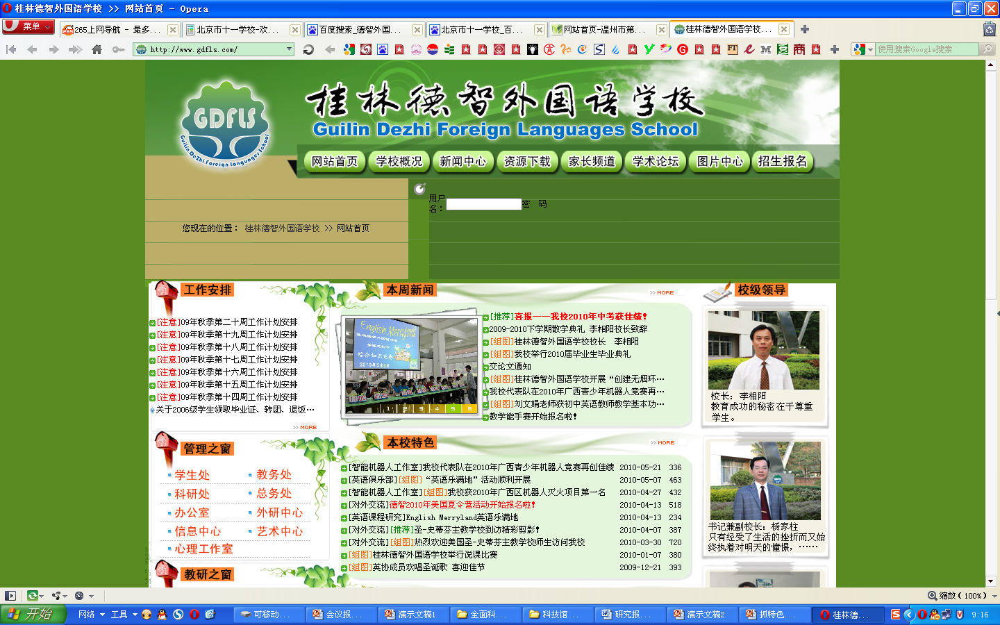 桂林德智外国语学校 >> 网站首页 - Opera
菜单
265上网导航 - 最多...
北京市十一学校-欢...
百度搜索_德智外国...
北京市十一学校_百...
网站首页-温州市第...
桂林德智外国语学校...
http://www.gdfls.com/
使用搜索Google搜索
GDFLS
Guilin DeZhi Foreign Languages School
桂林德智外国语学校
Guilin Dezhi Foreign Languages School
网站首页 学校概况 新闻中心 资源下载 家长频道 学术论坛 图片中心 招生报名
用户名： 密 码
您现在的位置： 桂林德智外国语学校 >> 网站首页
工作安排
[注意]09年秋季第二十周工作计划安排
[注意]09年秋季第十九周工作计划安排
[注意]09年秋季第十八周工作计划安排
[注意]09年秋季第十七周工作计划安排
[注意]09年秋季第十六周工作计划安排
[注意]09年秋季第十五周工作计划安排
[注意]09年秋季第十四周工作计划安排
关于2006级学生领取毕业证、转团、退饭…
>> MORE
管理之窗
学生处 教务处
科研处 总务处
办公室 外研中心
信息中心 艺术中心
心理工作室
教研之窗
本周新闻
>> MORE
English Merryland
综合知识竞赛
2010年5月6日
1 2 3 4 5 6
[推荐]喜报——我校2010年中考获佳绩！
2009-2010下学期散学典礼 李相阳校长致辞
[组图]桂林德智外国语学校校长 李相阳
[组图]我校举行2010届毕业生毕业典礼
交论文通知
[组图]桂林德智外国语学校开展“创建无烟环…
我校代表队在2010年广西青少年机器人竞赛再…
[组图]刘文娟老师获初中英语教师教学基本功…
教学能手赛开始报名啦！
本校特色
>> MORE
[智能机器人工作室]我校代表队在2010年广西青少年机器人竞赛再创佳绩 2010-05-21 336
[英语俱乐部][组图]“英语乐满地”活动顺利开展 2010-05-07 463
[智能机器人工作室][组图]我校获2010年广西区机器人灭火项目第一名 2010-04-27 432
[对外交流]德智2010年美国夏令营活动开始报名啦！ 2010-04-13 518
[英语课程研究]English Merryland英语乐满地 2010-04-13 234
[对外交流][推荐]圣-史蒂芬主教学校到访精彩剪影！ 2010-04-07 387
[对外交流][组图]热烈欢迎美国圣-史蒂芬主教学校师生访问我校 2010-03-30 720
[组图]桂林德智外国语学校举行说课比赛 2010-01-07 380
[组图]英协成员欢唱圣诞歌 喜迎佳节 2009-12-21 393
校级领导
校长：李相阳
教育成功的秘密在于尊重
学生。
书记兼副校长：杨家柱
只有经受了生活的挫折而又始
终执着对明天的憧憬，……
缩放(100%)
开始
网络
工具
可移动...
会议报...
演示文稿1
全面科...
科技馆...
研究报...
演示文稿2
抓特色...
桂林德...
9:16